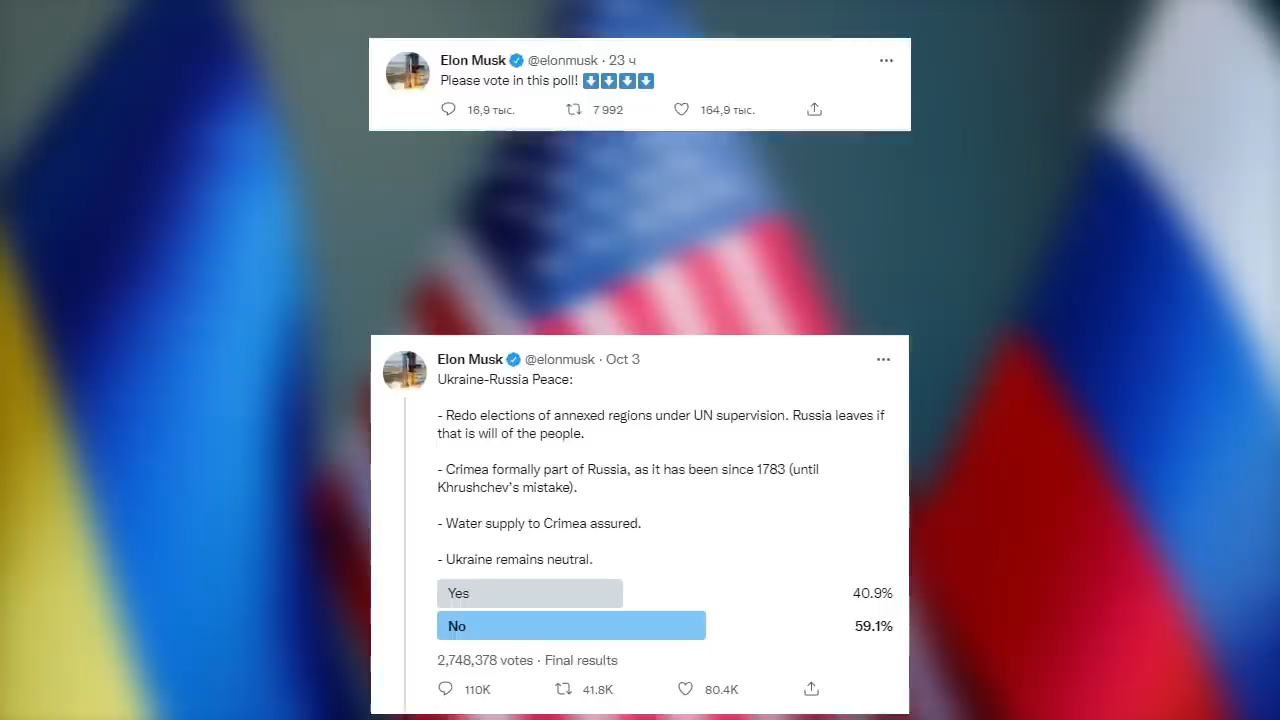 Elon Musk @elonmusk · 23 ч
Please vote in this poll! ⬇️⬇️⬇️⬇️
16,9 тыс. 7 992 164,9 тыс.
Elon Musk @elonmusk · Oct 3
Ukraine-Russia Peace:
- Redo elections of annexed regions under UN supervision. Russia leaves if
that is will of the people.
- Crimea formally part of Russia, as it has been since 1783 (until
Khrushchev's mistake).
- Water supply to Crimea assured.
- Ukraine remains neutral.
Yes 40.9%
No 59.1%
2,748,378 votes · Final results
110K 41.8K 80.4K